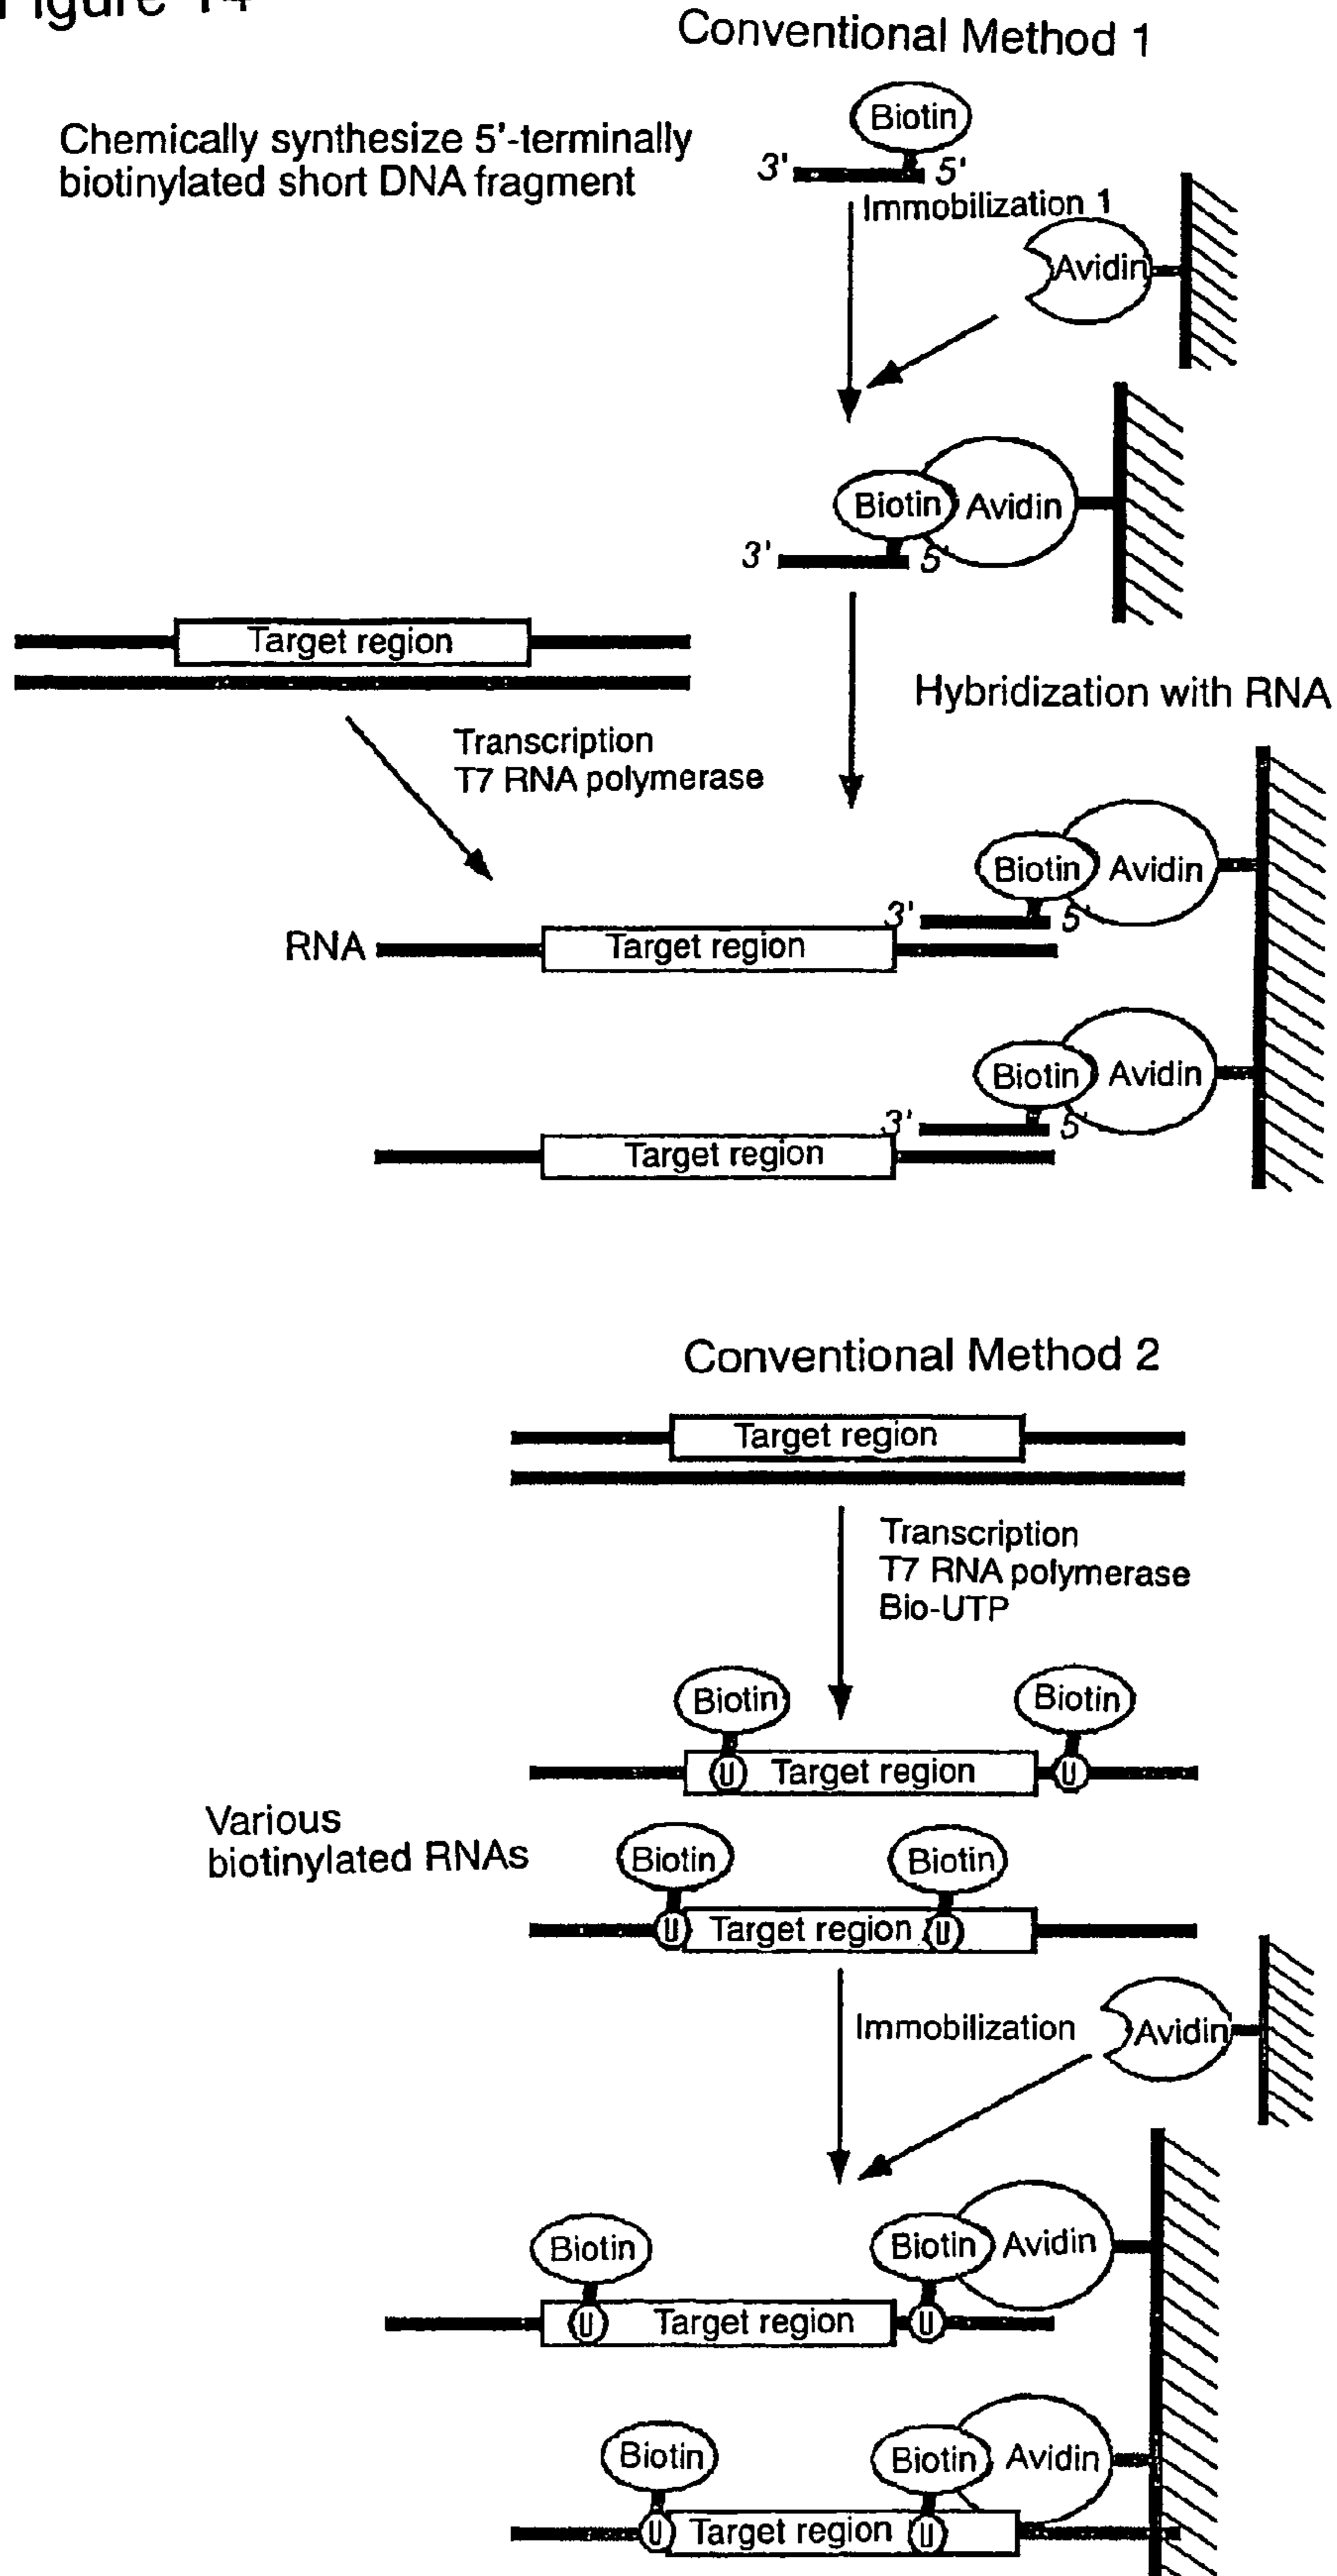 Figure 14
Conventional Method 1
Chemically synthesize 5'-terminally
biotinylated short DNA fragment
Biotin
3' 5'
Immobilization 1
Avidin
Biotin Avidin
3' 5'
Target region
Transcription
T7 RNA polymerase
Hybridization with RNA
Biotin Avidin
3' 5'
RNA Target region
Biotin Avidin
3' 5'
Target region
Conventional Method 2
Target region
Transcription
T7 RNA polymerase
Bio-UTP
Biotin Biotin
U Target region U
Various
biotinylated RNAs
Biotin Biotin
U Target region U
Immobilization
Avidin
Biotin Biotin Avidin
U Target region U
Biotin Biotin Avidin
U Target region U